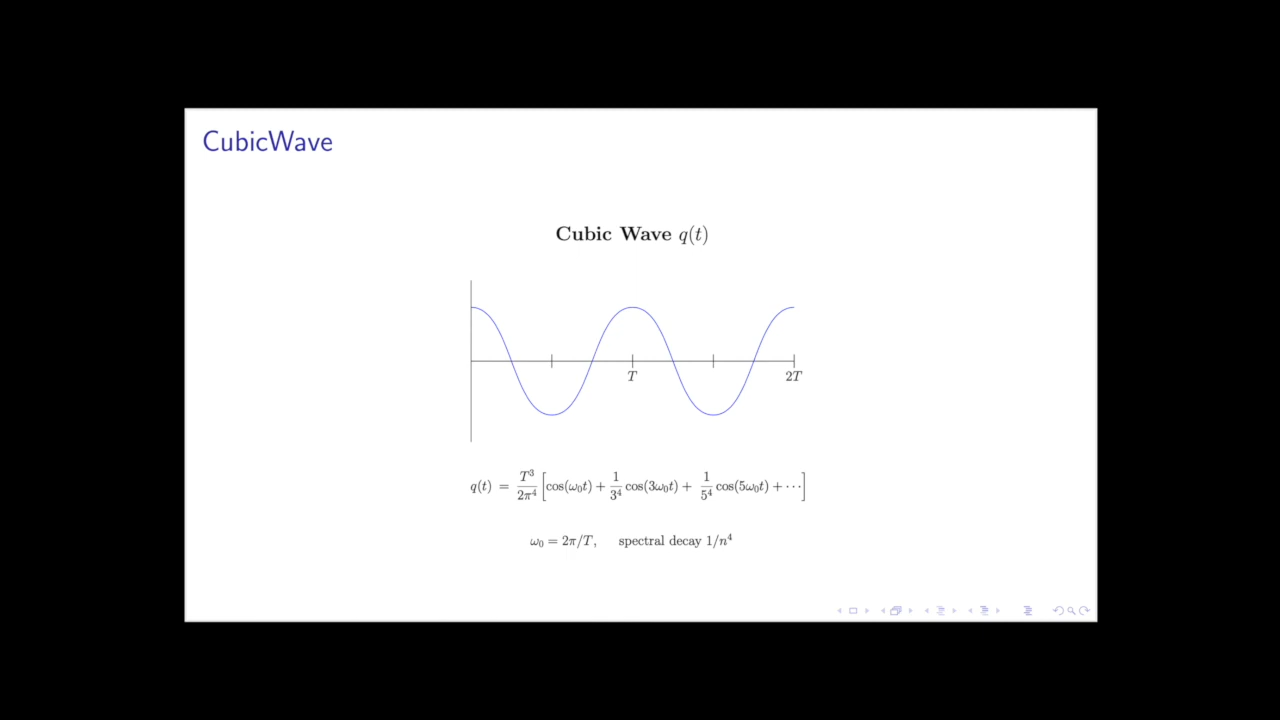 CubicWave
Cubic Wave q(t)
T
2T
q(t) = T³/2π⁴ [cos(ω₀t) + 1/3⁴ cos(3ω₀t) + 1/5⁴ cos(5ω₀t) + ···]
ω₀ = 2π/T, spectral decay 1/n⁴